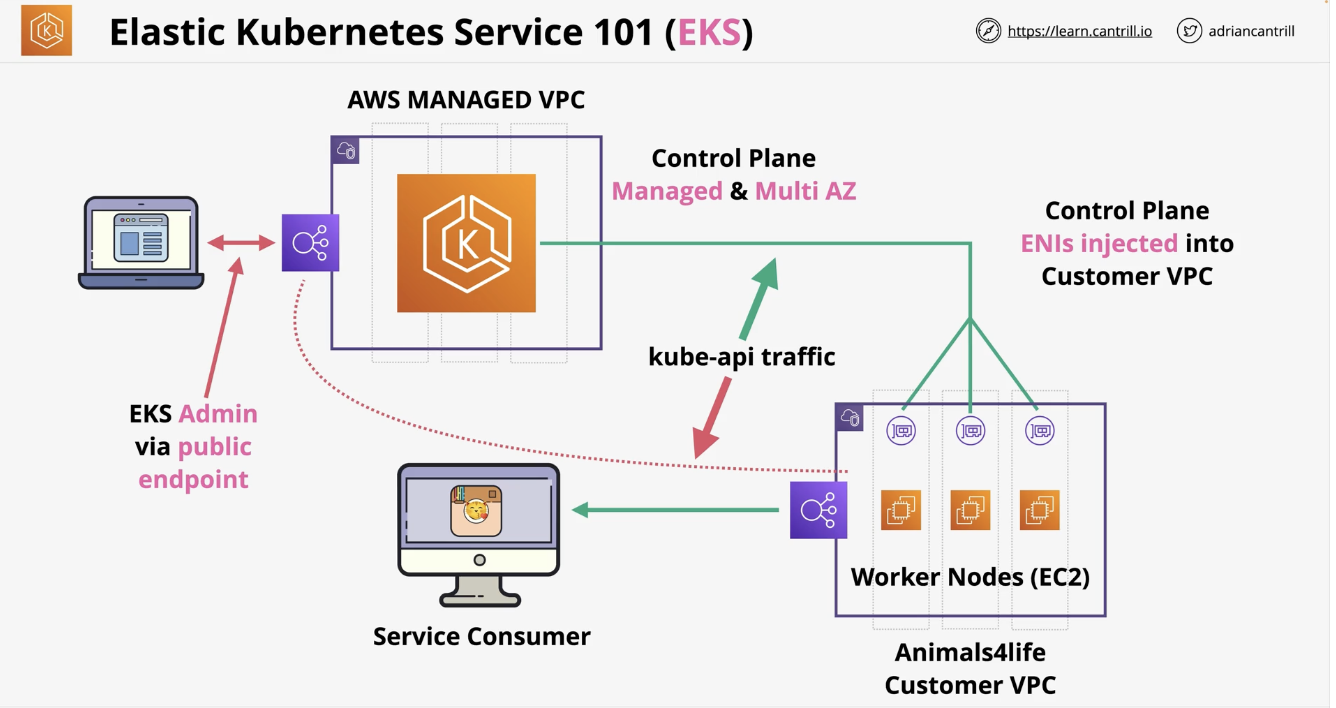 Elastic Kubernetes Service 101 (EKS)
https://learn.cantrill.io
adriancantrill
AWS MANAGED VPC
K
Control Plane
Managed & Multi AZ
Control Plane
ENIs injected into
Customer VPC
kube-api traffic
EKS Admin
via public
endpoint
Worker Nodes (EC2)
Service Consumer
Animals4life
Customer VPC